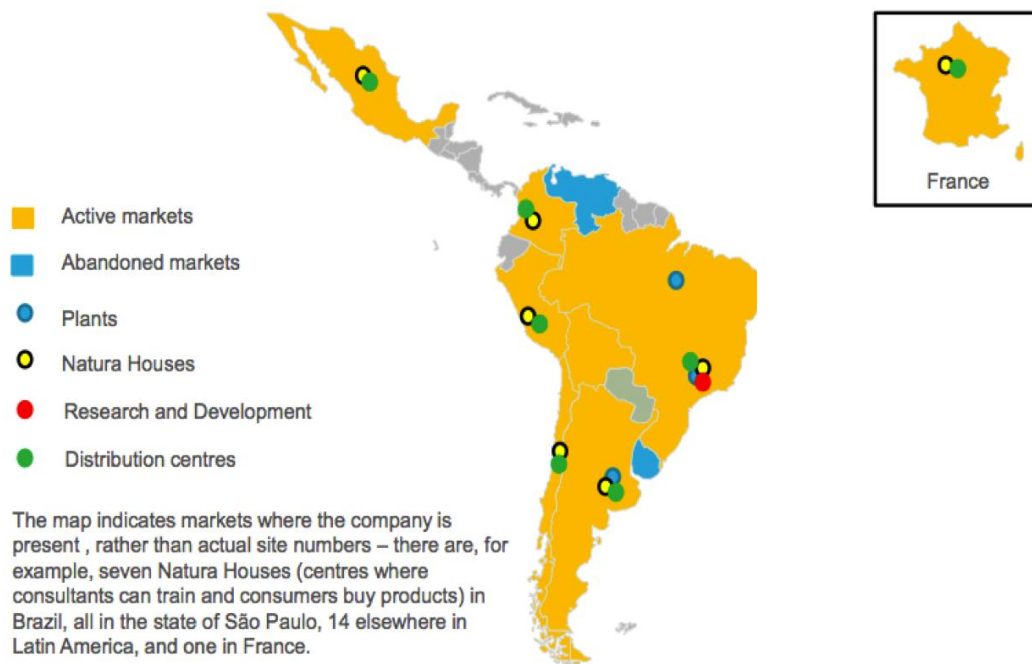 France
Active markets
Abandoned markets
Plants
Natura Houses
Research and Development
Distribution centres
The map indicates markets where the company is
present , rather than actual site numbers – there are, for
example, seven Natura Houses (centres where
consultants can train and consumers buy products) in
Brazil, all in the state of São Paulo, 14 elsewhere in
Latin America, and one in France.